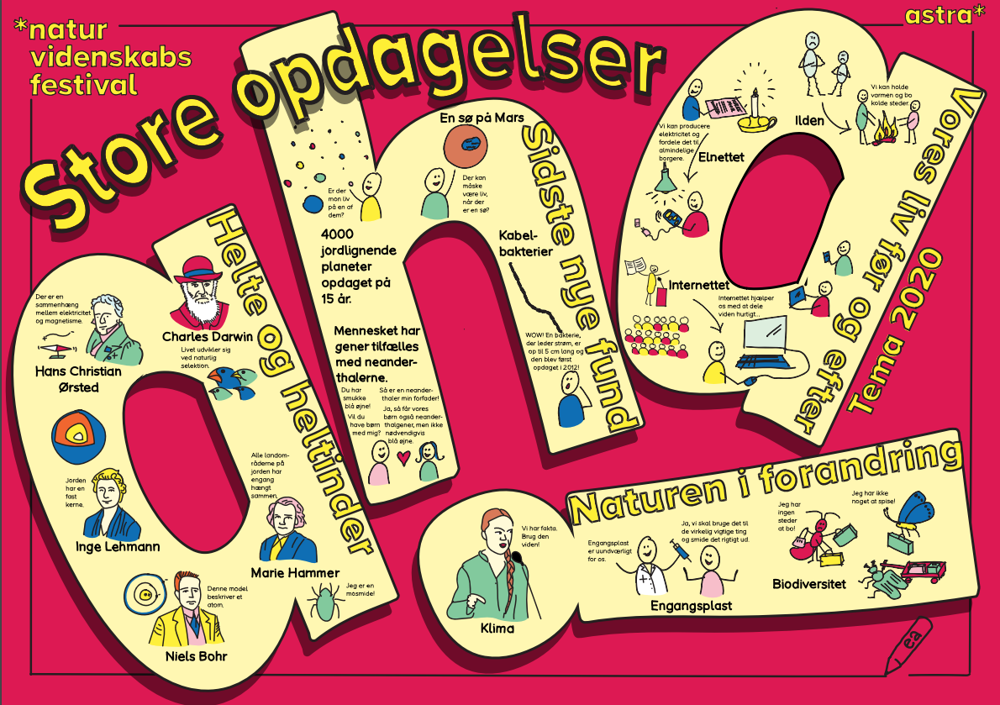 *natur
videnskabs
festival
astra*
Store opdagelser
Helte og heltinder
Der er en
sammenhæng
mellem elektricitet
og magnetisme.
Hans Christian
Ørsted
Charles Darwin
Livet udvikler sig
ved naturlig
selektion.
Jorden
har en
fast
kerne.
Inge Lehmann
Alle landom-
råderne på
jorden har
engang
hængt
sammen.
Marie Hammer
Jeg er en
mosmide!
Denne model
beskriver et
atom.
Niels Bohr
Sidste nye fund
Er der
mon liv
på en af
dem?
4000
jordlignende
planeter
opdaget på
15 år.
En sø på Mars
Der kan
måske
være liv,
når der
er en sø?
Mennesket har
gener tilfælles
med neander-
thalerne.
Du har
smukke
blå øjne!
Vil du
have børn
med mig?
Så er en neander-
thaler min forfader!
Ja, så får vores
børn også neander-
thalgener, men ikke
nødvendigvis
blå øjne.
Kabel-
bakterier
WOW! En bakterie,
der leder strøm, er
op til 5 cm lang og
den blev først
opdaget i 2012!
Vores liv før og efter
Ilden
Vi kan holde
varmen og bo
kolde steder.
Vi kan producere
elektricitet og
fordele det til
almindelige
borgere.
Elnettet
Internettet
Internettet hjælper
os med at dele
viden hurtigt...
Tema 2020
Naturen i forandring
Vi har fakta.
Brug den
viden!
Klima
Engangsplast
er uundværligt
for os.
Ja, vi skal bruge det til
de virkelig vigtige ting
og smide det rigtigt ud.
Engangsplast
Jeg har
ingen
steder
at bo!
Jeg har ikke
noget at spise!
Biodiversitet
ea